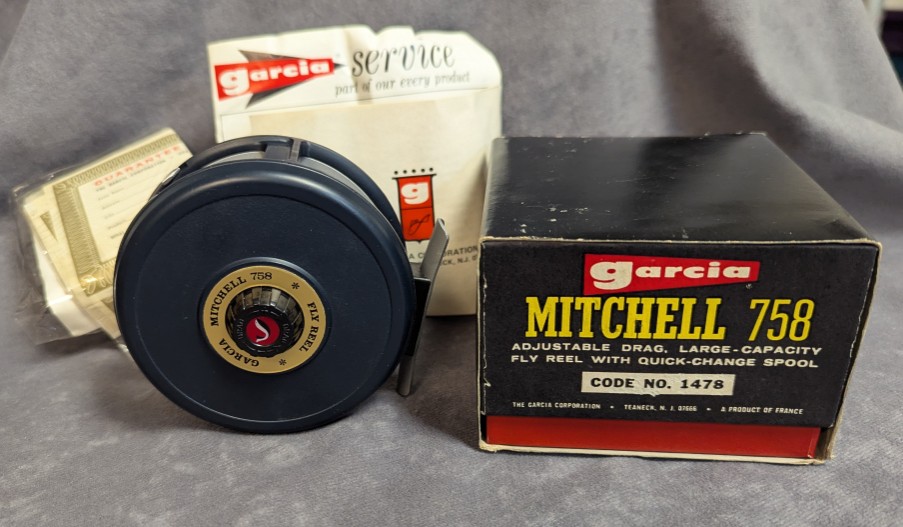 garcia service
part of our every product
GUARANTEE
g
MITCHELL 758
FLY REEL
GARCIA
garcia
MITCHELL 758
ADJUSTABLE DRAG, LARGE-CAPACITY
FLY REEL WITH QUICK-CHANGE SPOOL
CODE NO. 1478
THE GARCIA CORPORATION • TEANECK, N. J. 07666 • A PRODUCT OF FRANCE